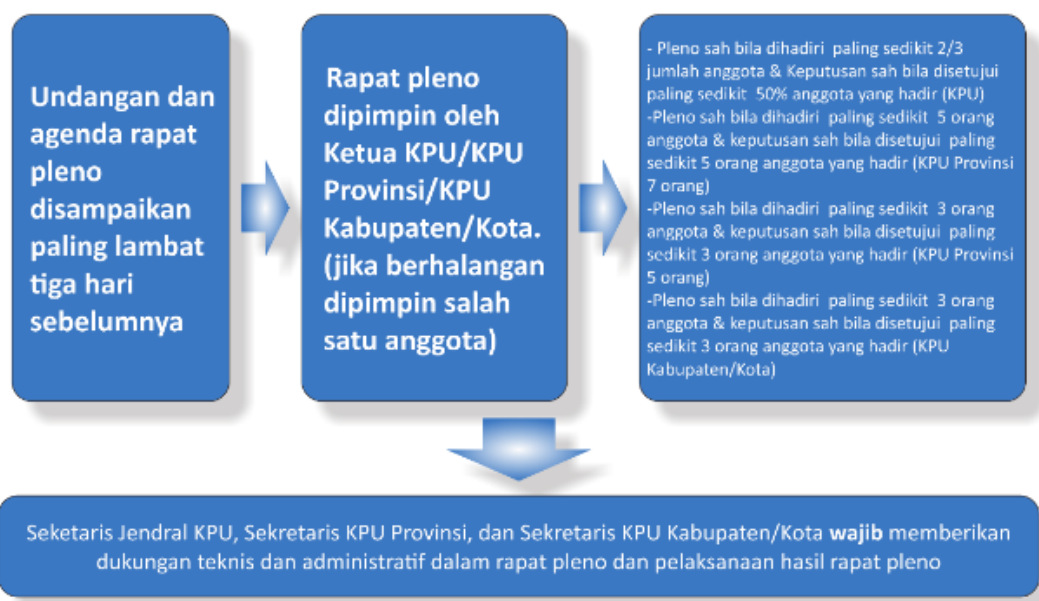 Undangan dan
agenda rapat
pleno
disampaikan
paling lambat
tiga hari
sebelumnya
Rapat pleno
dipimpin oleh
Ketua KPU/KPU
Provinsi/KPU
Kabupaten/Kota.
(jika berhalangan
dipimpin salah
satu anggota)
- Pleno sah bila dihadiri paling sedikit 2/3
jumlah anggota & Keputusan sah bila disetujui
paling sedikit 50% anggota yang hadir (KPU)
-Pleno sah bila dihadiri paling sedikit 5 orang
anggota & keputusan sah bila disetujui paling
sedikit 5 orang anggota yang hadir (KPU Provinsi
7 orang)
-Pleno sah bila dihadiri paling sedikit 3 orang
anggota & keputusan sah bila disetujui paling
sedikit 3 orang anggota yang hadir (KPU Provinsi
5 orang)
-Pleno sah bila dihadiri paling sedikit 3 orang
anggota & keputusan sah bila disetujui paling
sedikit 3 orang anggota yang hadir (KPU
Kabupaten/Kota)
Seketaris Jendral KPU, Sekretaris KPU Provinsi, dan Sekretaris KPU Kabupaten/Kota wajib memberikan
dukungan teknis dan administratif dalam rapat pleno dan pelaksanaan hasil rapat pleno